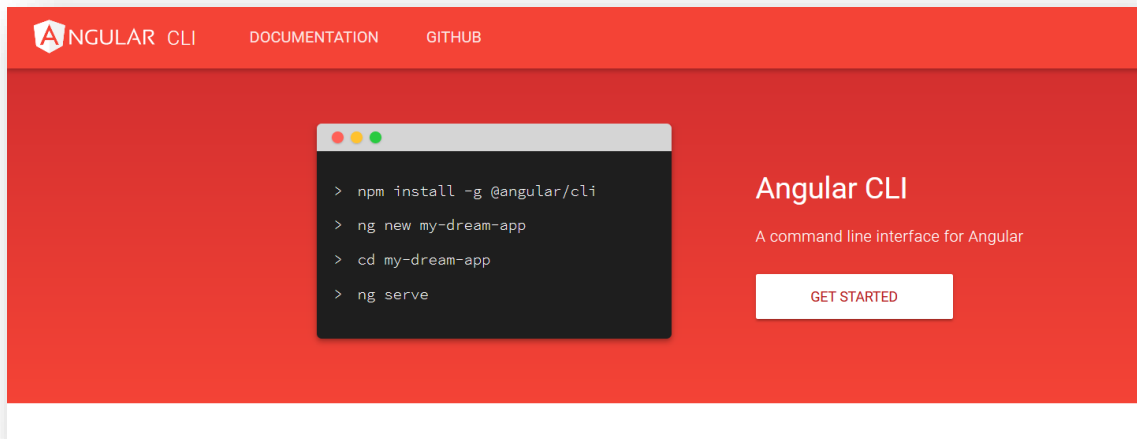 ANGULAR CLI DOCUMENTATION GITHUB
> npm install -g @angular/cli
> ng new my-dream-app
> cd my-dream-app
> ng serve
Angular CLI
A command line interface for Angular
GET STARTED